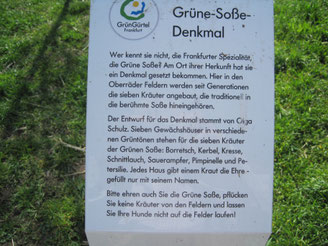 GrünGürtel
Frankfurt
Grüne-Soße-
Denkmal
Wer kennt sie nicht, die Frankfurter Spezialität,
die Grüne Soße? Am Ort ihrer Herkunft hat sie
ein Denkmal gesetzt bekommen. Hier in den
Oberräder Feldern werden seit Generationen
die sieben Kräuter angebaut, die traditionell in
die berühmte Soße hineingehören.
Der Entwurf für das Denkmal stammt von Olga
Schulz. Sieben Gewächshäuser in verschiede-
nen Grüntönen stehen für die sieben Kräuter
der Grünen Soße: Borretsch, Kerbel, Kresse,
Schnittlauch, Sauerampfer, Pimpinelle und Pe-
tersilie. Jedes Haus gibt einem Kraut die Ehre -
gefüllt nur mit seinem Namen.
Bitte ehren auch Sie die Grüne Soße, pflücken
Sie keine Kräuter von den Feldern und lassen
Sie Ihre Hunde nicht auf die Felder laufen!